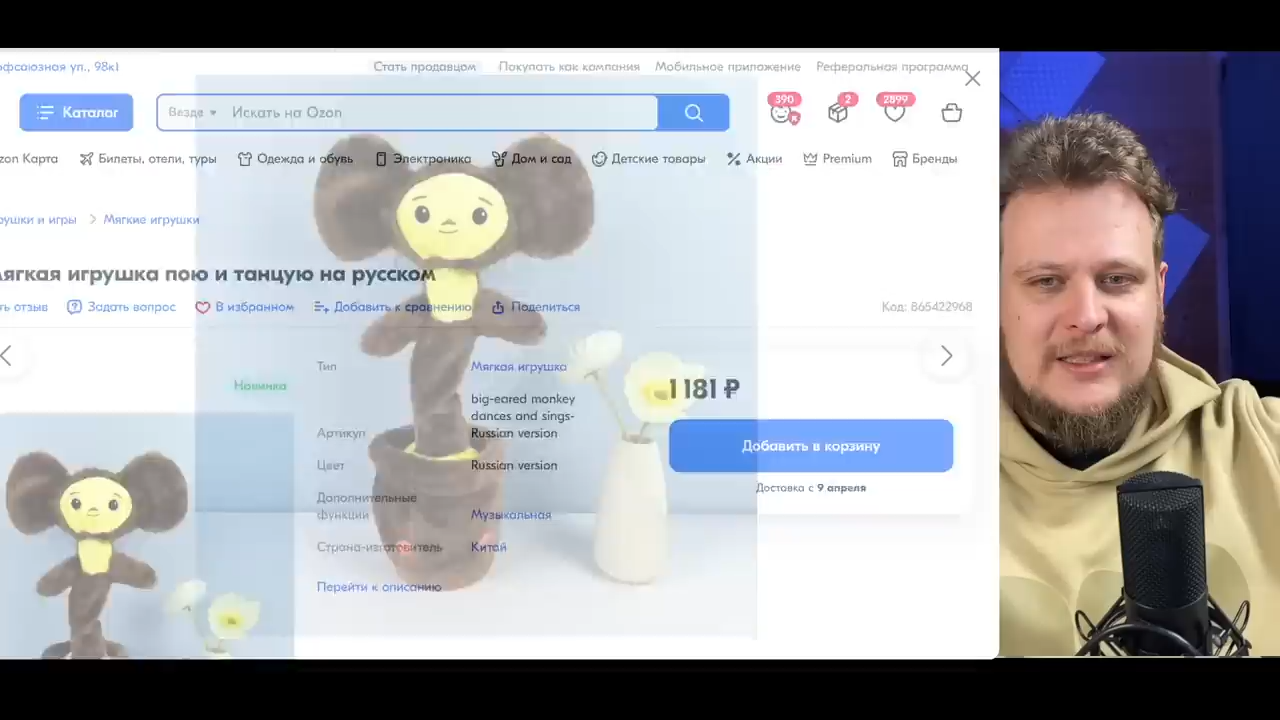 офсоюзная ул., 98к1
Стать продавцом
Покупать как компания
Мобильное приложение
Реферальная программа
Каталог
Везде
Искать на Ozon
390
2
2899
zon Карта
Билеты, отели, туры
Одежда и обувь
Электроника
Дом и сад
Детские товары
Акции
Premium
Бренды
рушки и игры
Мягкие игрушки
Мягкая игрушка пою и танцую на русском
ть отзыв
Задать вопрос
В избранном
Добавить к сравнению
Поделиться
Код: 865422968
Новинка
Тип
Мягкая игрушка
big-eared monkey
dances and sings-
Артикул
Russian version
Цвет
Russian version
Дополнительные
функции
Музыкальная
Страна-изготовитель
Китай
Перейти к описанию
1 181 ₽
Добавить в корзину
Доставка с 9 апреля